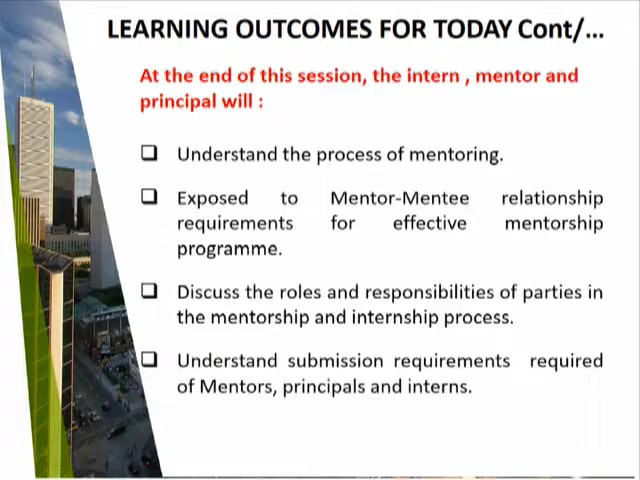 LEARNING OUTCOMES FOR TODAY Cont/...
At the end of this session, the intern , mentor and
principal will :
❑ Understand the process of mentoring.
❑ Exposed to Mentor-Mentee relationship
requirements for effective mentorship
programme.
❑ Discuss the roles and responsibilities of parties in
the mentorship and internship process.
❑ Understand submission requirements required
of Mentors, principals and interns.